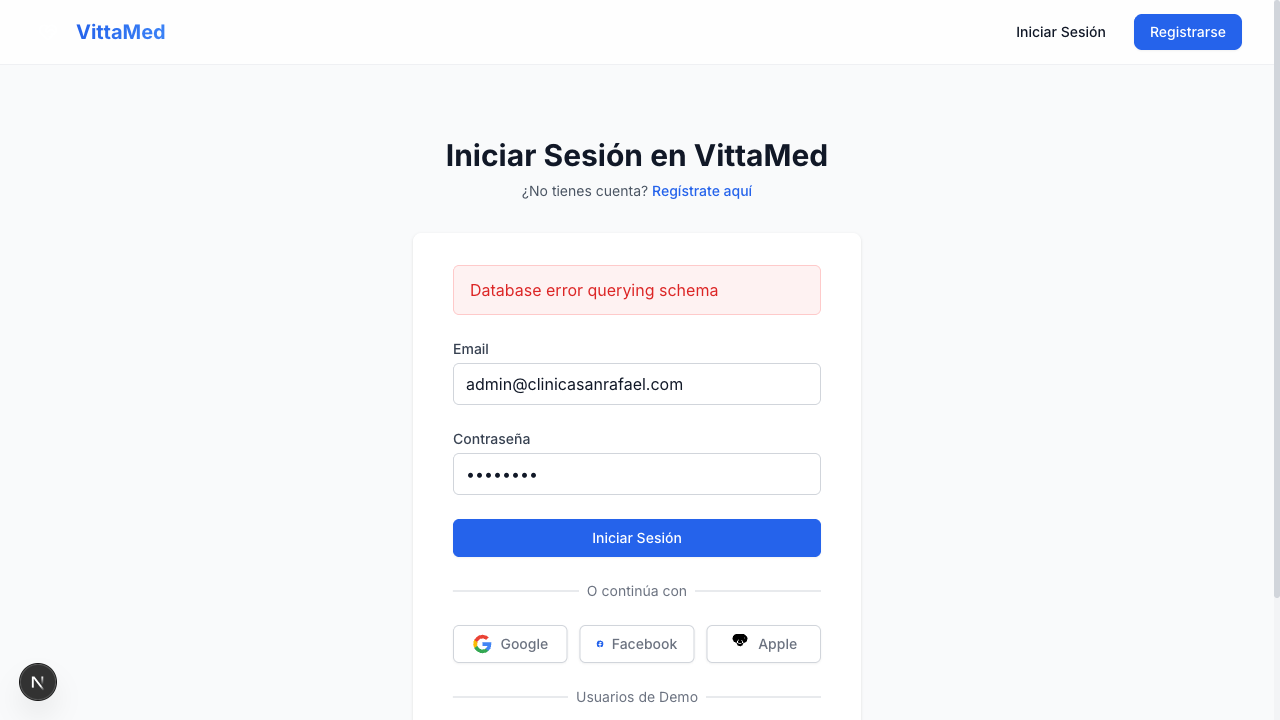 VittaMed
Iniciar Sesión
Registrarse
Iniciar Sesión en VittaMed
¿No tienes cuenta? Regístrate aquí
Database error querying schema
Email
admin@clinicasanrafael.com
Contraseña
••••••••
Iniciar Sesión
O continúa con
Google
Facebook
Apple
N
Usuarios de Demo